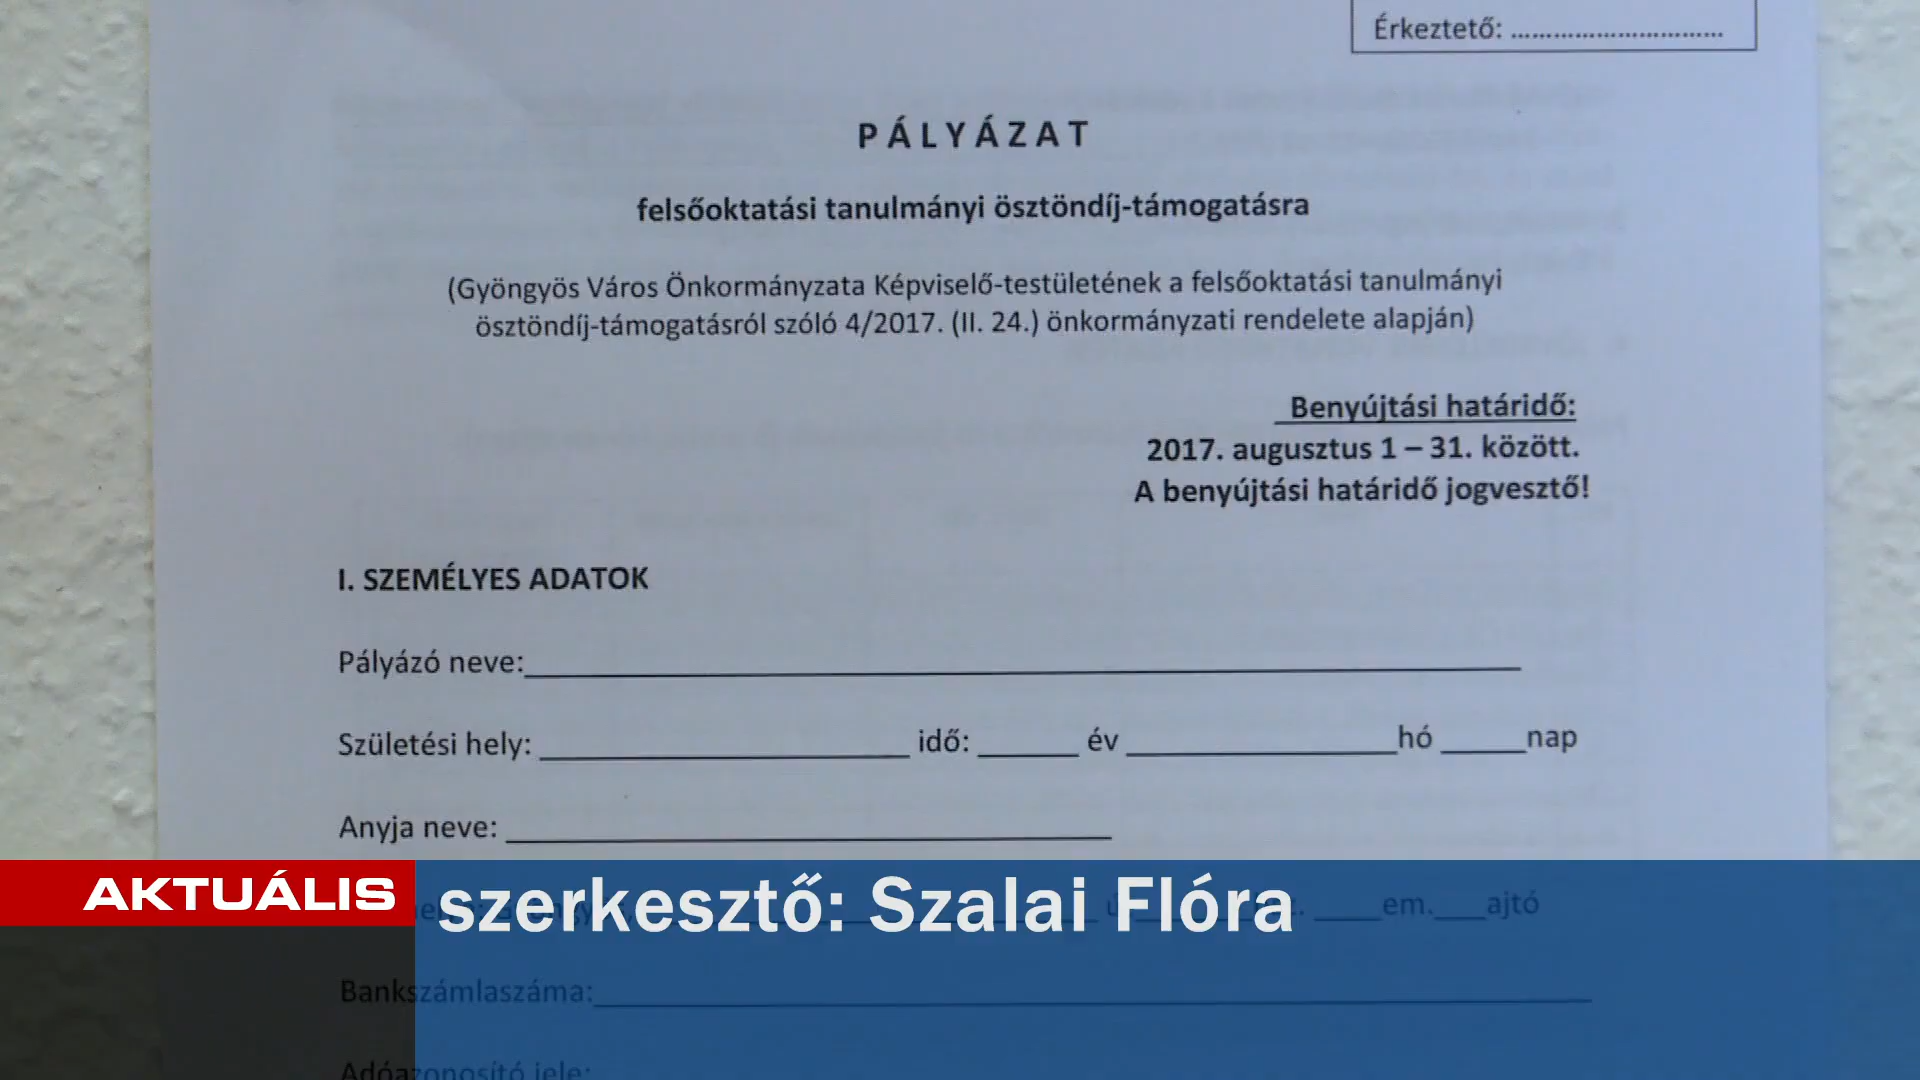 Érkeztető: ........................................
PÁLYÁZAT
felsőoktatási tanulmányi ösztöndíj-támogatásra
(Gyöngyös Város Önkormányzata Képviselő-testületének a felsőoktatási tanulmányi
ösztöndíj-támogatásról szóló 4/2017. (II. 24.) önkormányzati rendelete alapján)
Benyújtási határidő:
2017. augusztus 1 – 31. között.
A benyújtási határidő jogvesztő!
I. SZEMÉLYES ADATOK
Pályázó neve:
Születési hely: idő: év hó nap
Anyja neve:
em. ajtó
AKTUÁLIS
szerkesztő: Szalai Flóra
Bankszámlaszáma:
Adóazonosító jele: